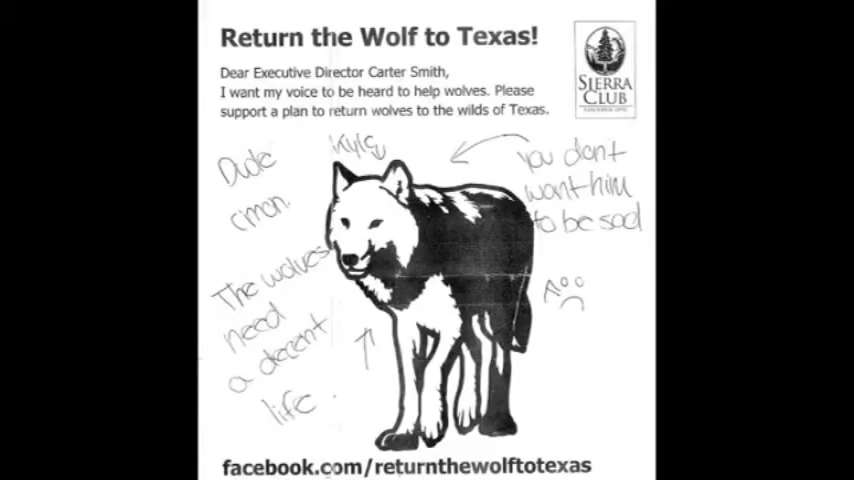 Return the Wolf to Texas!
Dear Executive Director Carter Smith,
I want my voice to be heard to help wolves. Please
support a plan to return wolves to the wilds of Texas.
SIERRA
CLUB
Kyle
Dude
c'mon.
The wolves
need
a decent
life.
You don't
want him
to be sad
facebook.com/returnthewolftotexas